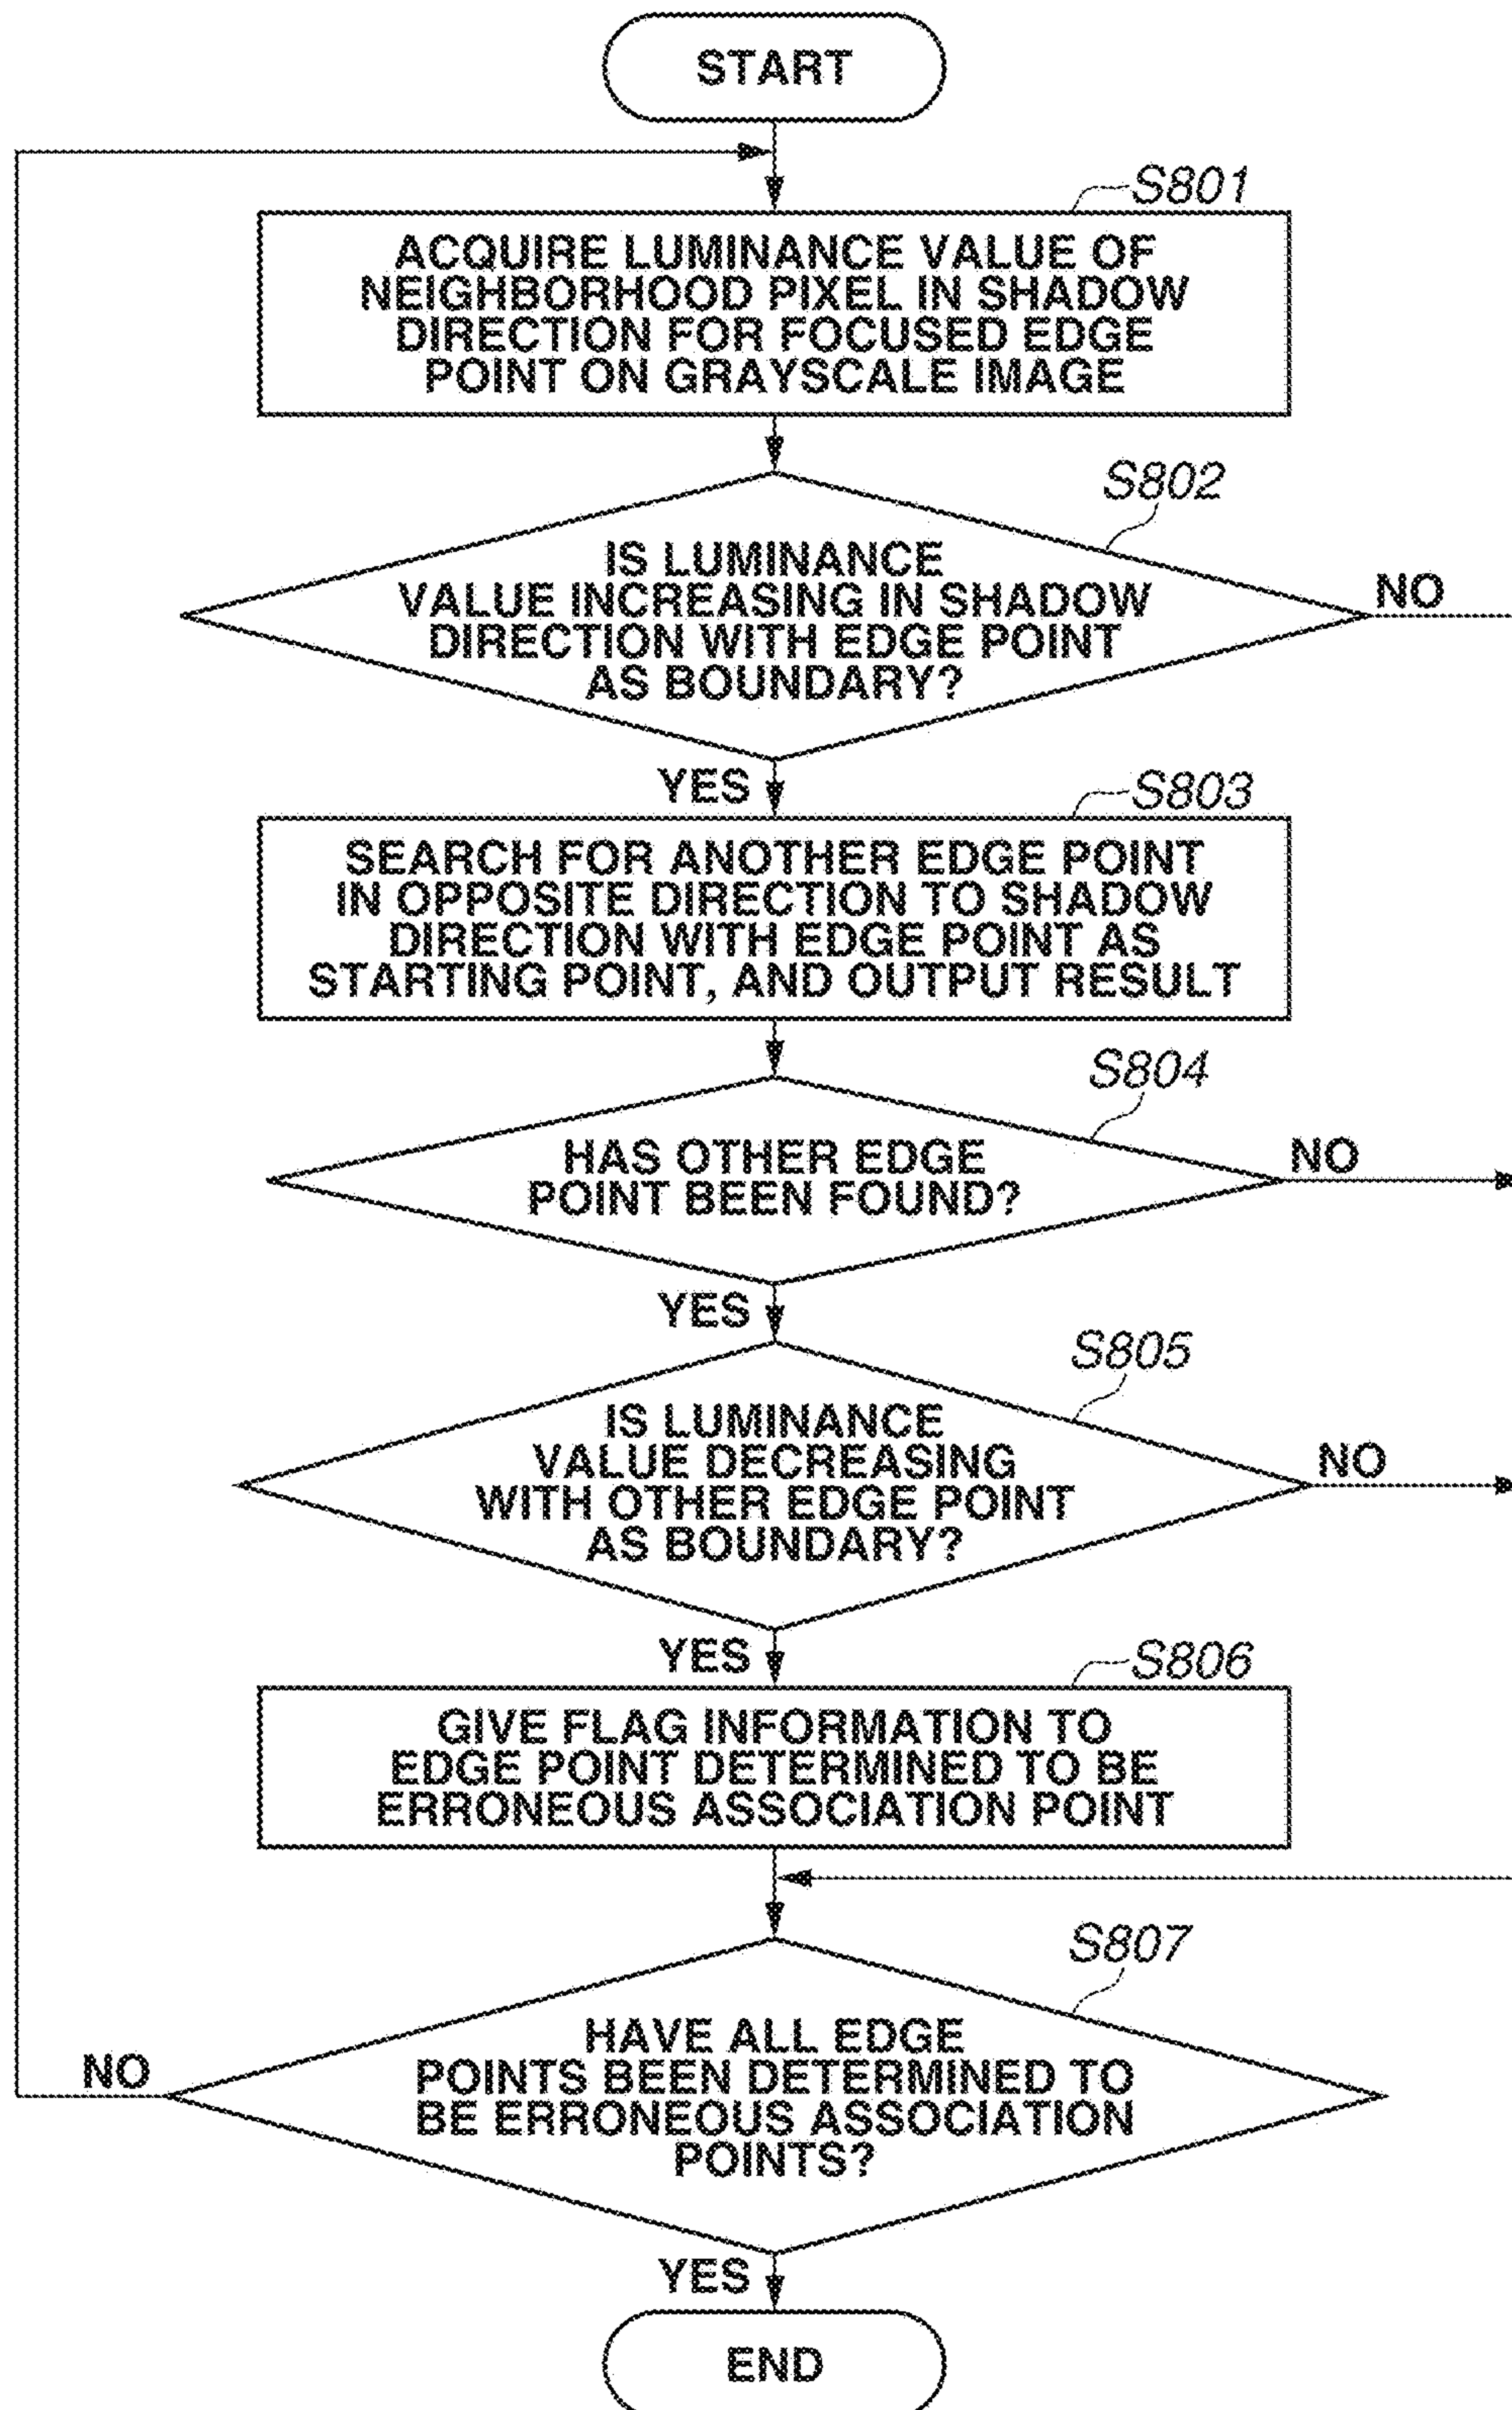 START
S801
ACQUIRE LUMINANCE VALUE OF
NEIGHBORHOOD PIXEL IN SHADOW
DIRECTION FOR FOCUSED EDGE
POINT ON GRAYSCALE IMAGE
S802
IS LUMINANCE
VALUE INCREASING IN SHADOW
DIRECTION WITH EDGE POINT
AS BOUNDARY?
NO
YES
S803
SEARCH FOR ANOTHER EDGE POINT
IN OPPOSITE DIRECTION TO SHADOW
DIRECTION WITH EDGE POINT AS
STARTING POINT, AND OUTPUT RESULT
S804
HAS OTHER EDGE
POINT BEEN FOUND?
NO
YES
S805
IS LUMINANCE
VALUE DECREASING
WITH OTHER EDGE POINT
AS BOUNDARY?
NO
YES
S806
GIVE FLAG INFORMATION TO
EDGE POINT DETERMINED TO BE
ERRONEOUS ASSOCIATION POINT
S807
HAVE ALL EDGE
POINTS BEEN DETERMINED TO
BE ERRONEOUS ASSOCIATION
POINTS?
NO
YES
END